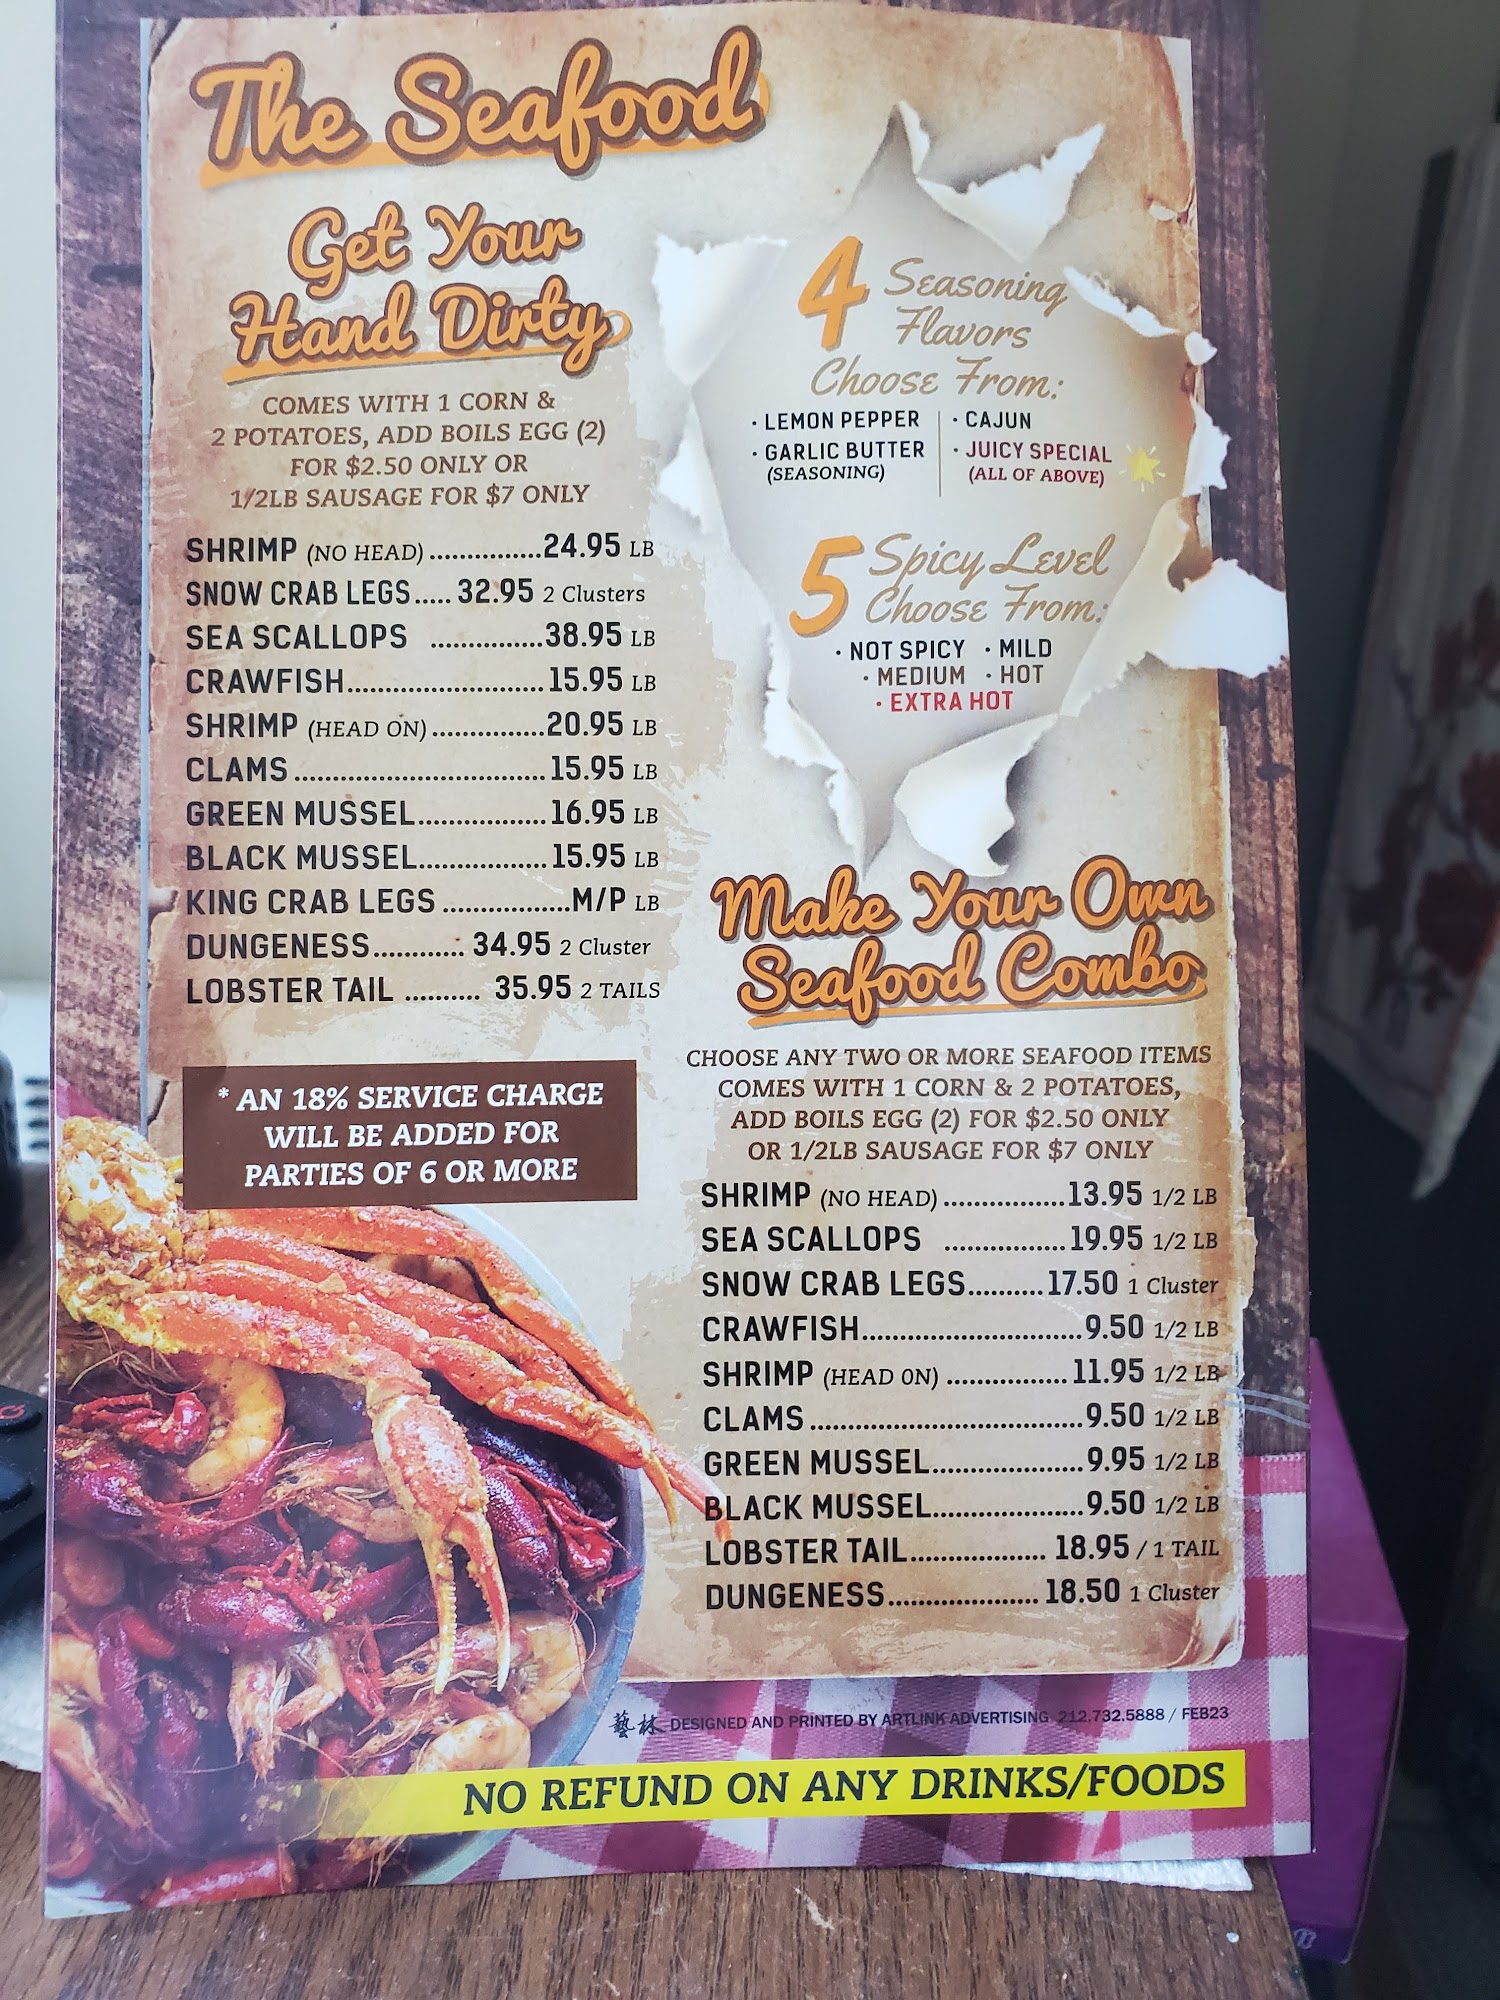 The Seafood
Get Your
Hand Dirty
COMES WITH 1 CORN &
2 POTATOES, ADD BOILS EGG (2)
FOR $2.50 ONLY OR
1/2LB SAUSAGE FOR $7 ONLY
SHRIMP (NO HEAD) ...............24.95 LB
SNOW CRAB LEGS..... 32.95 2 Clusters
SEA SCALLOPS ...............38.95 LB
CRAWFISH.......................... 15.95 LB
SHRIMP (HEAD ON) ...............20.95 LB
CLAMS ................................. 15.95 LB
GREEN MUSSEL................. 16.95 LB
BLACK MUSSEL................. 15.95 LB
KING CRAB LEGS .................M/P LB
DUNGENESS............ 34.95 2 Cluster
LOBSTER TAIL .......... 35.95 2 TAILS
* AN 18% SERVICE CHARGE
WILL BE ADDED FOR
PARTIES OF 6 OR MORE
4 Seasoning
Flavors
Choose From:
· LEMON PEPPER
· GARLIC BUTTER
(SEASONING)
· CAJUN
· JUICY SPECIAL
(ALL OF ABOVE)
5 Spicy Level
Choose From:
· NOT SPICY · MILD
· MEDIUM · HOT
· EXTRA HOT
Make Your Own
Seafood Combo
CHOOSE ANY TWO OR MORE SEAFOOD ITEMS
COMES WITH 1 CORN & 2 POTATOES,
ADD BOILS EGG (2) FOR $2.50 ONLY
OR 1/2LB SAUSAGE FOR $7 ONLY
SHRIMP (NO HEAD) ................13.95 1/2 LB
SEA SCALLOPS ................19.95 1/2 LB
SNOW CRAB LEGS..........17.50 1 Cluster
CRAWFISH.............................9.50 1/2 LB
SHRIMP (HEAD ON) ................ 11.95 1/2 LB
CLAMS ....................................9.50 1/2 LB
GREEN MUSSEL....................9.95 1/2 LB
BLACK MUSSEL....................9.50 1/2 LB
LOBSTER TAIL.................. 18.95 / 1 TAIL
DUNGENESS.................... 18.50 1 Cluster
藝林 DESIGNED AND PRINTED BY ARTLINK ADVERTISING 212.732.5888 / FEB23
NO REFUND ON ANY DRINKS/FOODS